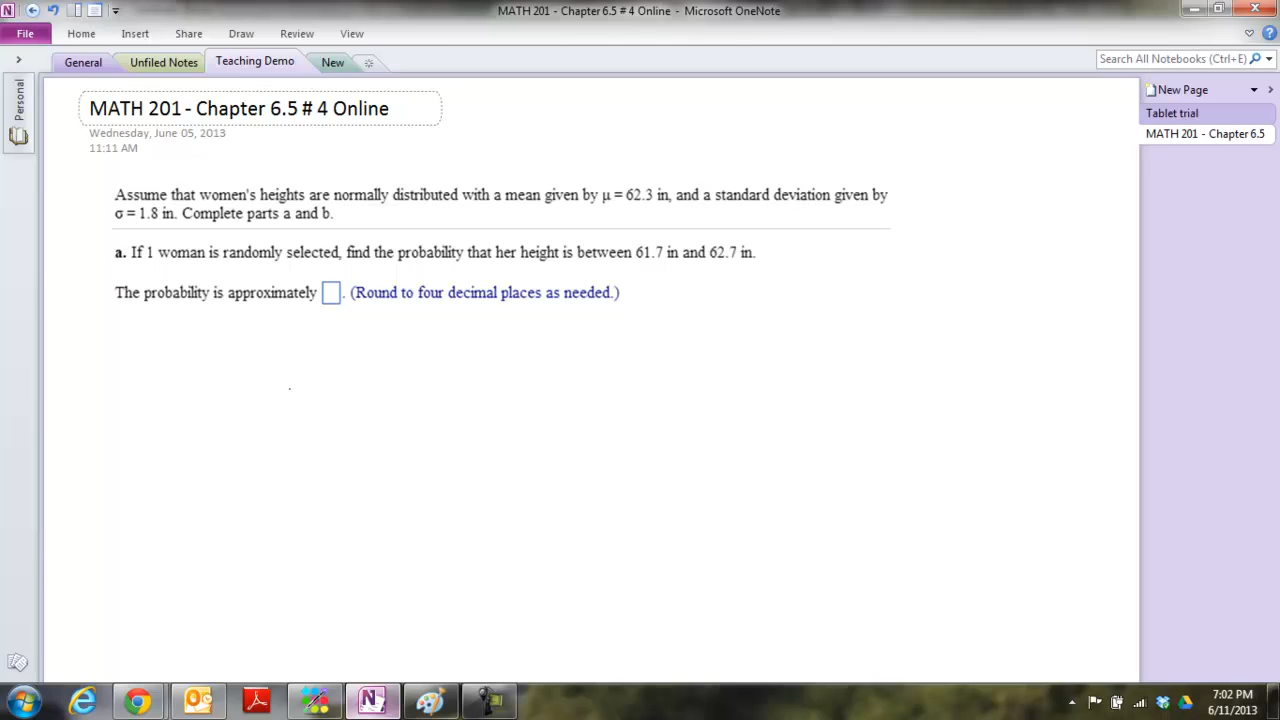 MATH 201 - Chapter 6.5 # 4 Online - Microsoft OneNote
File Home Insert Share Draw Review View
General Unfiled Notes Teaching Demo New
Search All Notebooks (Ctrl+E)
Personal
New Page
Tablet trial
MATH 201 - Chapter 6.5
MATH 201 - Chapter 6.5 # 4 Online
Wednesday, June 05, 2013
11:11 AM
Assume that women's heights are normally distributed with a mean given by μ = 62.3 in, and a standard deviation given by
σ = 1.8 in. Complete parts a and b.
a. If 1 woman is randomly selected, find the probability that her height is between 61.7 in and 62.7 in.
The probability is approximately . (Round to four decimal places as needed.)
7:02 PM
6/11/2013